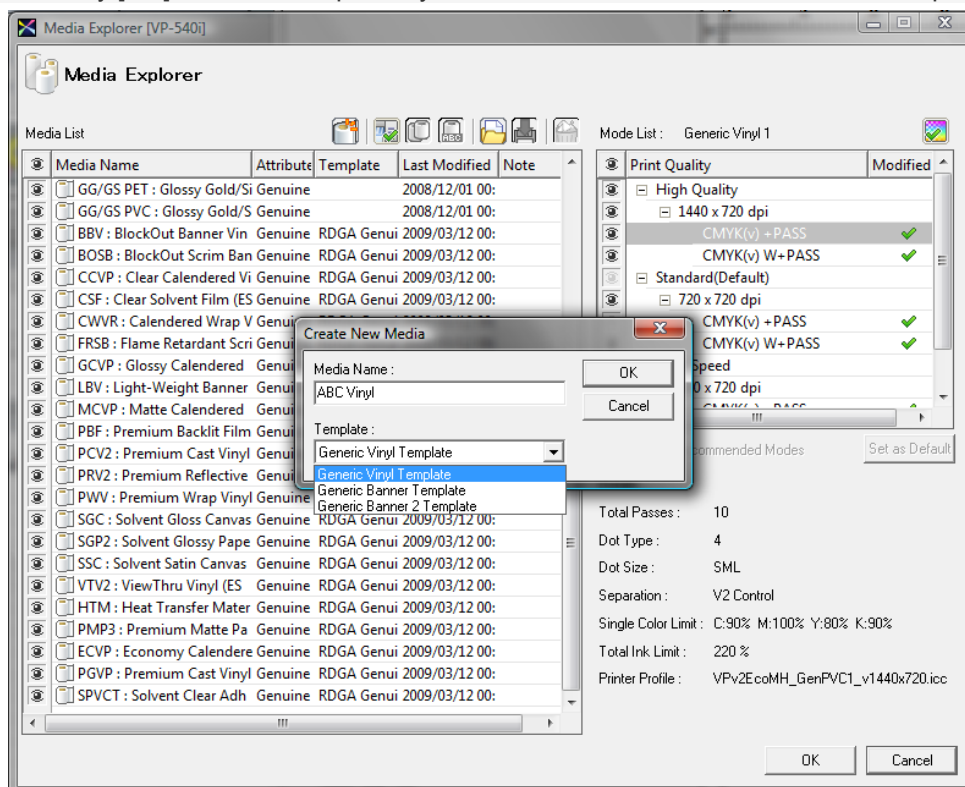 Media Explorer [VP-540i]
Media Explorer
Media List
Mode List : Generic Vinyl 1
Media Name Attribute Template Last Modified Note
GG/GS PET : Glossy Gold/Si Genuine 2008/12/01 00:
GG/GS PVC : Glossy Gold/S Genuine 2008/12/01 00:
BBV : BlockOut Banner Vin Genuine RDGA Genui 2009/03/12 00:
BOSB : BlockOut Scrim Ban Genuine RDGA Genui 2009/03/12 00:
CCVP : Clear Calendered Vi Genuine RDGA Genui 2009/03/12 00:
CSF : Clear Solvent Film (ES Genuine RDGA Genui 2009/03/12 00:
CWVR : Calendered Wrap V Genui
FRSB : Flame Retardant Scri Genui
GCVP : Glossy Calendered Genui
LBV : Light-Weight Banner Genui
MCVP : Matte Calendered Genui
PBF : Premium Backlit Film Genui
PCV2 : Premium Cast Vinyl Genui
PRV2 : Premium Reflective Genui
PWV : Premium Wrap Vinyl Genuine
SGC : Solvent Gloss Canvas Genuine RDGA Genui 2009/03/12 00:
SGP2 : Solvent Glossy Pape Genuine RDGA Genui 2009/03/12 00:
SSC : Solvent Satin Canvas Genuine RDGA Genui 2009/03/12 00:
VTV2 : ViewThru Vinyl (ES Genuine RDGA Genui 2009/03/12 00:
HTM : Heat Transfer Mater Genuine RDGA Genui 2009/03/12 00:
PMP3 : Premium Matte Pa Genuine RDGA Genui 2009/03/12 00:
ECVP : Economy Calendere Genuine RDGA Genui 2009/03/12 00:
PGVP : Premium Cast Vinyl Genuine RDGA Genui 2009/03/12 00:
SPVCT : Solvent Clear Adh Genuine RDGA Genui 2009/03/12 00:
Create New Media
Media Name :
ABC Vinyl
Template :
Generic Vinyl Template
Generic Vinyl Template
Generic Banner Template
Generic Banner 2 Template
OK
Cancel
Print Quality Modified
High Quality
1440 x 720 dpi
CMYK(v) +PASS
CMYK(v) W+PASS
Standard(Default)
720 x 720 dpi
CMYK(v) +PASS
CMYK(v) W+PASS
peed
0 x 720 dpi
ommended Modes
Set as Default
Total Passes : 10
Dot Type : 4
Dot Size : SML
Separation : V2 Control
Single Color Limit : C:90% M:100% Y:80% K:90%
Total Ink Limit : 220 %
Printer Profile : VPv2EcoMH_GenPVC1_v1440x720.icc
OK
Cancel